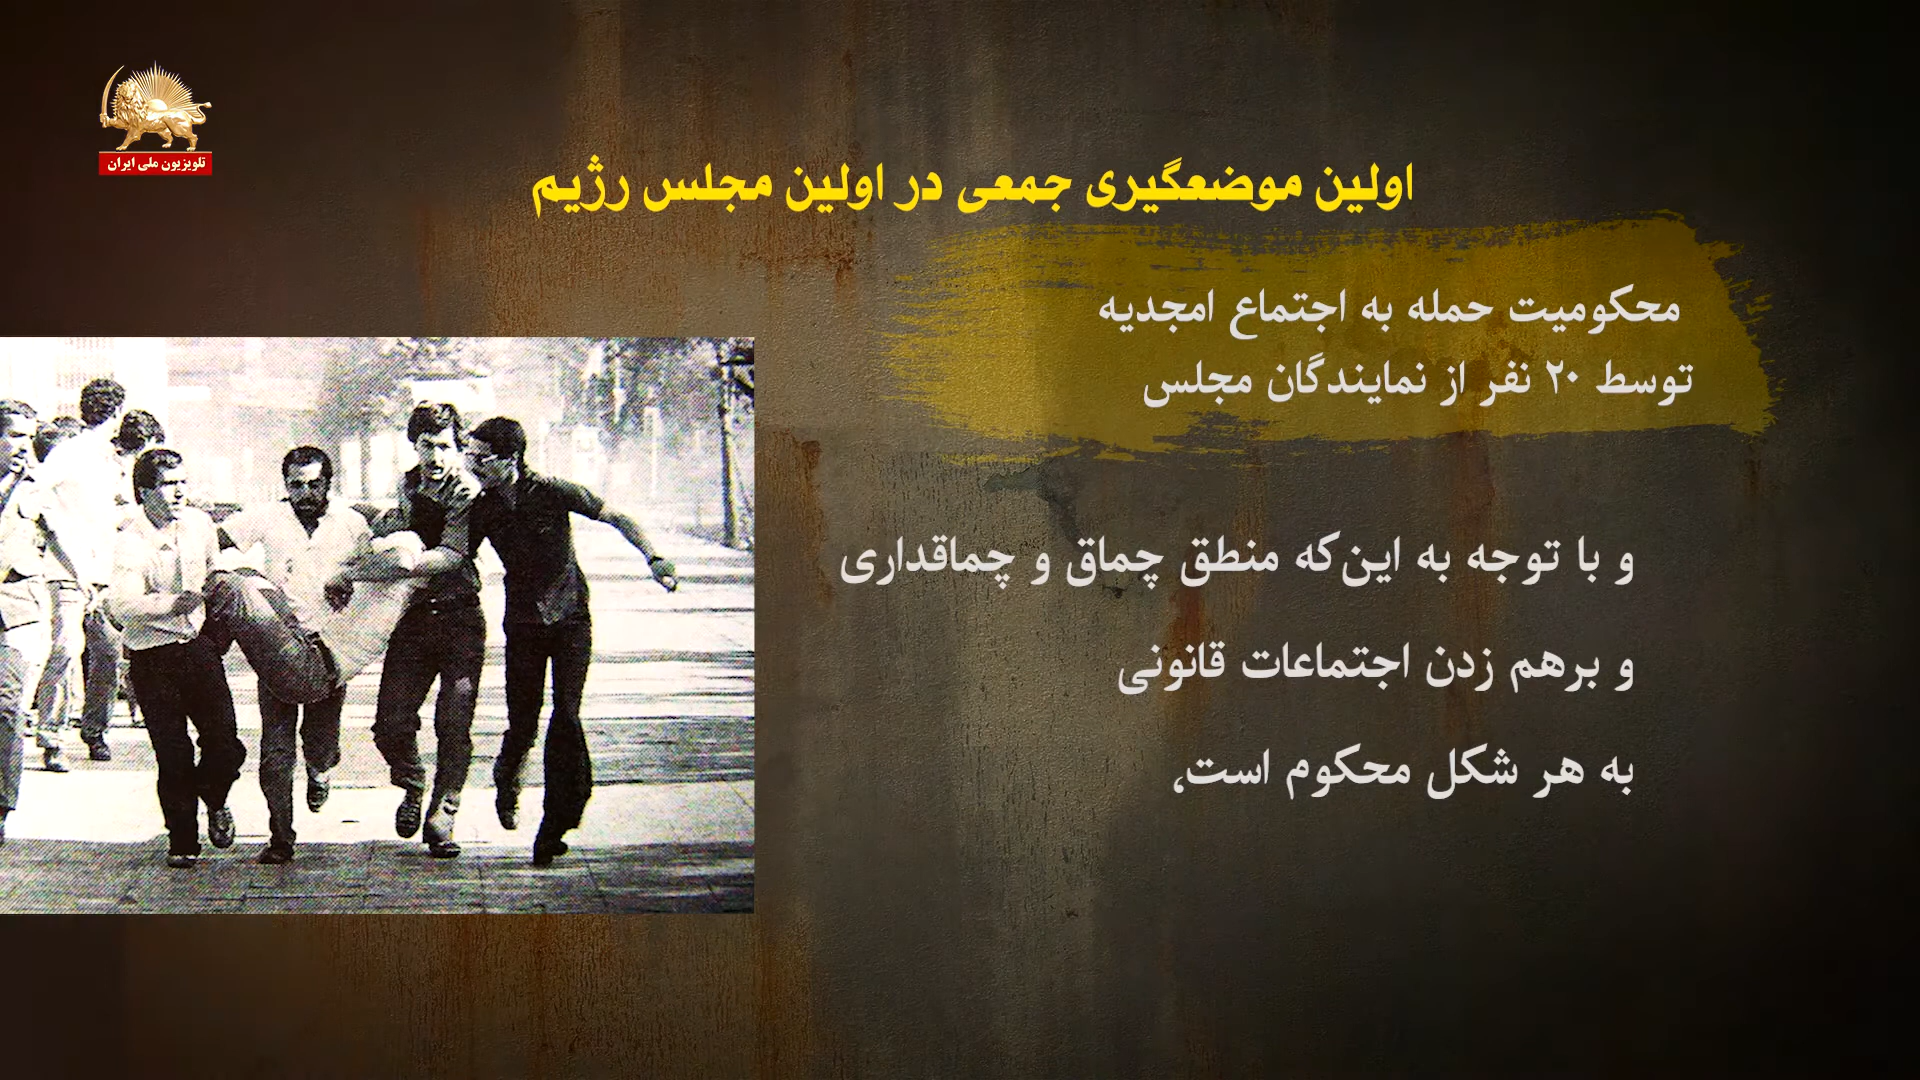 تلویزیون ملی ایران
اولین موضعگیری جمعی در اولین مجلس رژیم
محکومیت حمله به اجتماع امجدیه
توسط ۲۰ نفر از نمایندگان مجلس
و با توجه به این‌که منطق چماق و چماقداری
و برهم زدن اجتماعات قانونی
به هر شکل محکوم است،